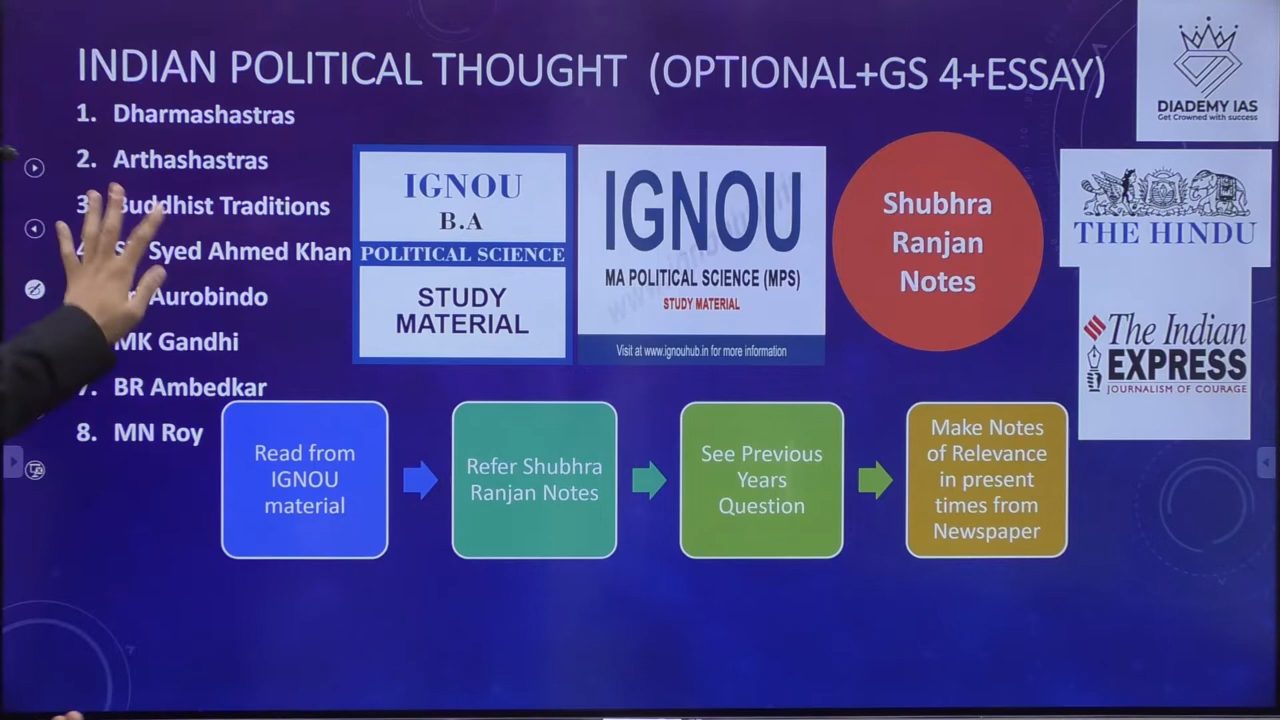 INDIAN POLITICAL THOUGHT (OPTIONAL+GS 4+ESSAY)
1. Dharmashastras
2. Arthashastras
3. Buddhist Traditions
Syed Ahmed Khan
Aurobindo
MK Gandhi
7. BR Ambedkar
8. MN Roy
IGNOU
B.A
POLITICAL SCIENCE
STUDY
MATERIAL
IGNOU
MA POLITICAL SCIENCE (MPS)
STUDY MATERIAL
Visit at www.ignouhub.in for more information
Shubhra
Ranjan
Notes
DIADEMY IAS
Get Crowned with success
THE HINDU
The Indian
EXPRESS
JOURNALISM OF COURAGE
Read from
IGNOU
material
Refer Shubhra
Ranjan Notes
See Previous
Years
Question
Make Notes
of Relevance
in present
times from
Newspaper